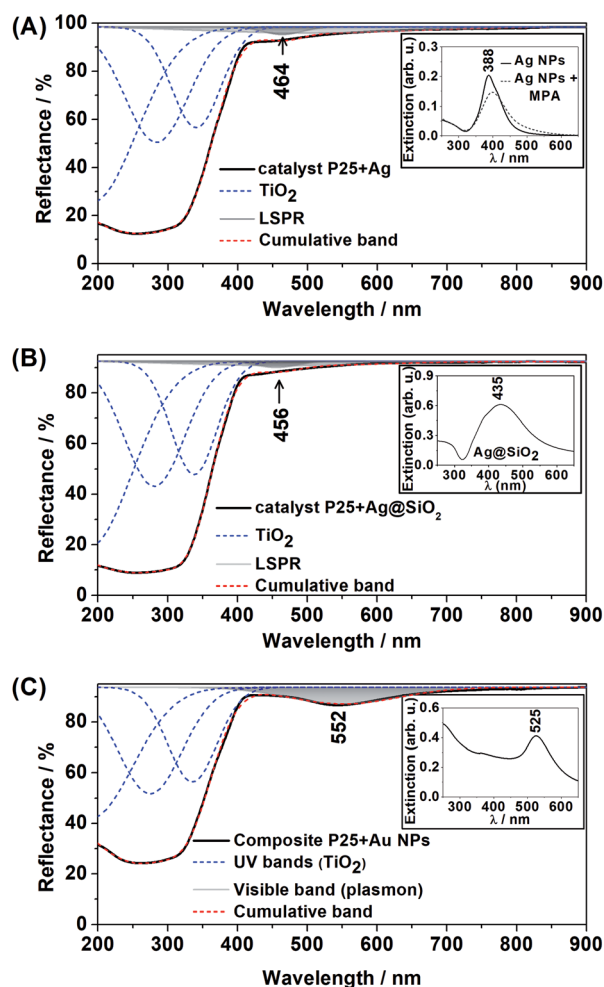 (A)
100
80
60
40
20
0
Reflectance / %
464
catalyst P25+Ag
TiO₂
LSPR
Cumulative band
Extinction (arb. u.)
0.3
0.2
0.1
0.0
388
Ag NPs
Ag NPs +
MPA
300 400 500 600
λ / nm
200 300 400 500 600 700 800 900
Wavelength / nm
(B)
80
60
40
20
0
Reflectance / %
456
catalyst P25+Ag@SiO₂
TiO₂
LSPR
Cumulative band
Extinction (arb. u.)
0.9
0.6
0.3
0.0
435
Ag@SiO₂
300 400 500 600
λ (nm)
200 300 400 500 600 700 800 900
Wavelength / nm
(C)
80
60
40
20
0
Reflectance / %
552
Composite P25+Au NPs
UV bands (TiO₂)
Visible band (plasmon)
Cumulative band
Extinction (arb. u.)
0.6
0.4
0.2
0.0
525
300 400 500 600
λ / nm
200 300 400 500 600 700 800 900
Wavelength / nm